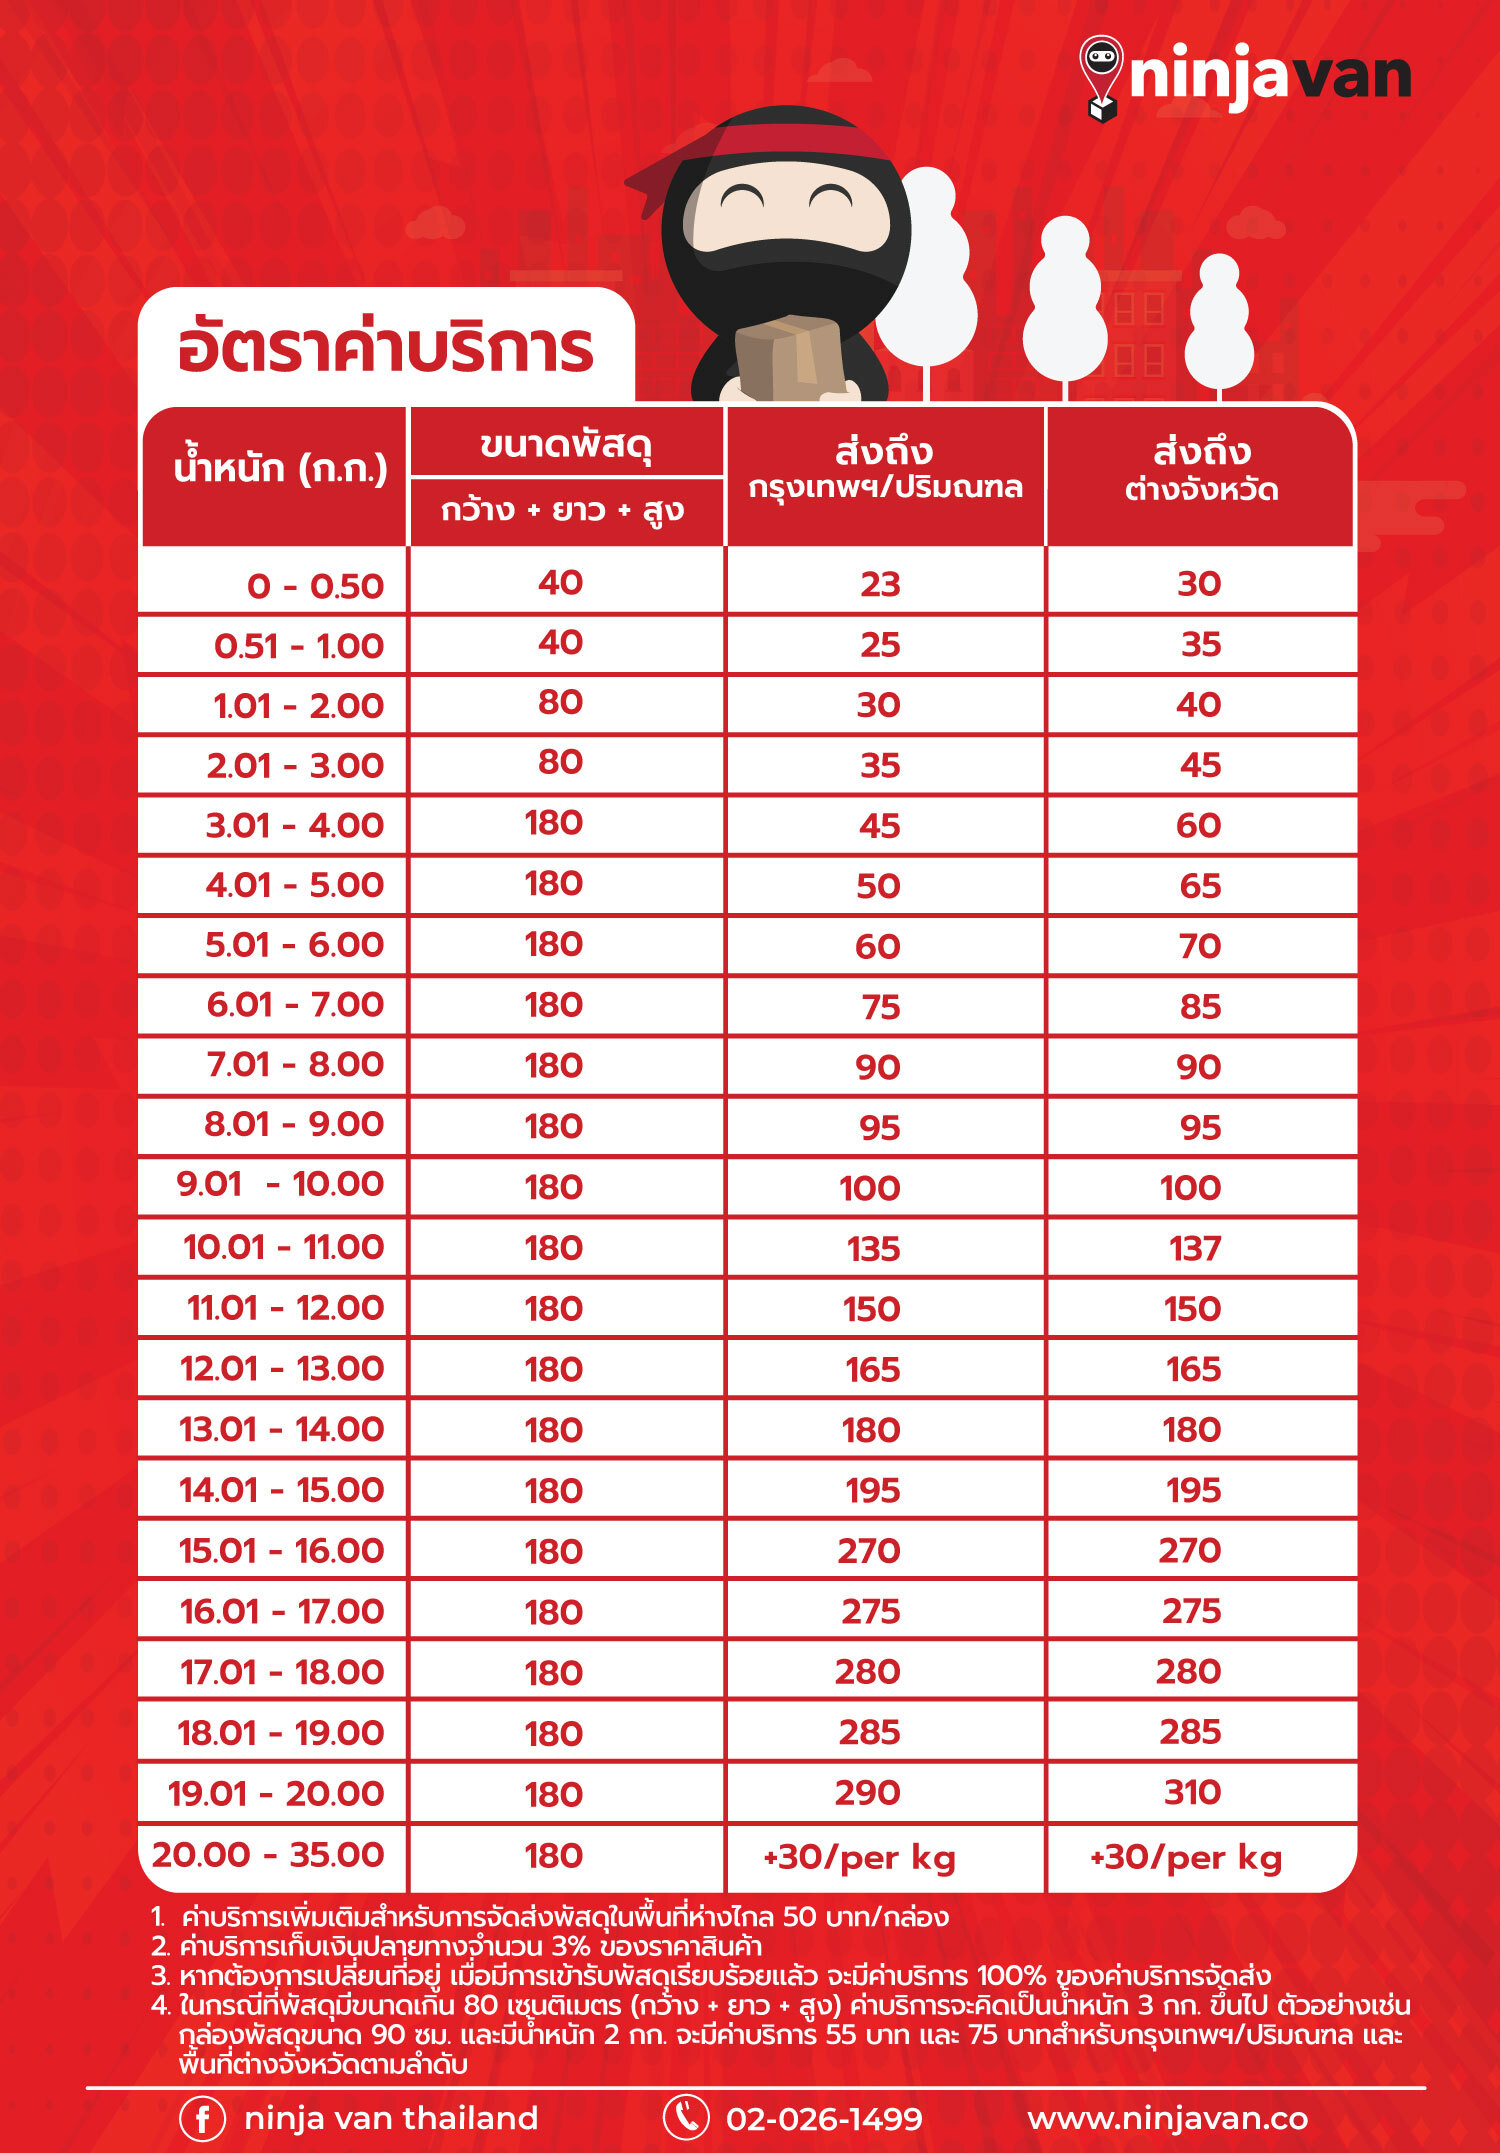 ninjavan
อัตราค่าบริการ
น้ำหนัก (ก.ก.)
ขนาดพัสดุ
กว้าง + ยาว + สูง
ส่งถึง
กรุงเทพฯ/ปริมณฑล
ส่งถึง
ต่างจังหวัด
0 - 0.50 40 23 30
0.51 - 1.00 40 25 35
1.01 - 2.00 80 30 40
2.01 - 3.00 80 35 45
3.01 - 4.00 180 45 60
4.01 - 5.00 180 50 65
5.01 - 6.00 180 60 70
6.01 - 7.00 180 75 85
7.01 - 8.00 180 90 90
8.01 - 9.00 180 95 95
9.01 - 10.00 180 100 100
10.01 - 11.00 180 135 137
11.01 - 12.00 180 150 150
12.01 - 13.00 180 165 165
13.01 - 14.00 180 180 180
14.01 - 15.00 180 195 195
15.01 - 16.00 180 270 270
16.01 - 17.00 180 275 275
17.01 - 18.00 180 280 280
18.01 - 19.00 180 285 285
19.01 - 20.00 180 290 310
20.00 - 35.00 180 +30/per kg +30/per kg
1. ค่าบริการเพิ่มเติมสำหรับการจัดส่งพัสดุในพื้นที่ห่างไกล 50 บาท/กล่อง
2. ค่าบริการเก็บเงินปลายทางจำนวน 3% ของราคาสินค้า
3. หากต้องการเปลี่ยนที่อยู่ เมื่อมีการเข้ารับพัสดุเรียบร้อยแล้ว จะมีค่าบริการ 100% ของค่าบริการจัดส่ง
4. ในกรณีที่พัสดุมีขนาดเกิน 80 เซนติเมตร (กว้าง + ยาว + สูง) ค่าบริการจะคิดเป็นน้ำหนัก 3 กก. ขึ้นไป ตัวอย่างเช่น
กล่องพัสดุขนาด 90 ซม. และมีน้ำหนัก 2 กก. จะมีค่าบริการ 55 บาท และ 75 บาทสำหรับกรุงเทพฯ/ปริมณฑล และ
พื้นที่ต่างจังหวัดตามลำดับ
ninja van thailand
02-026-1499
www.ninjavan.co